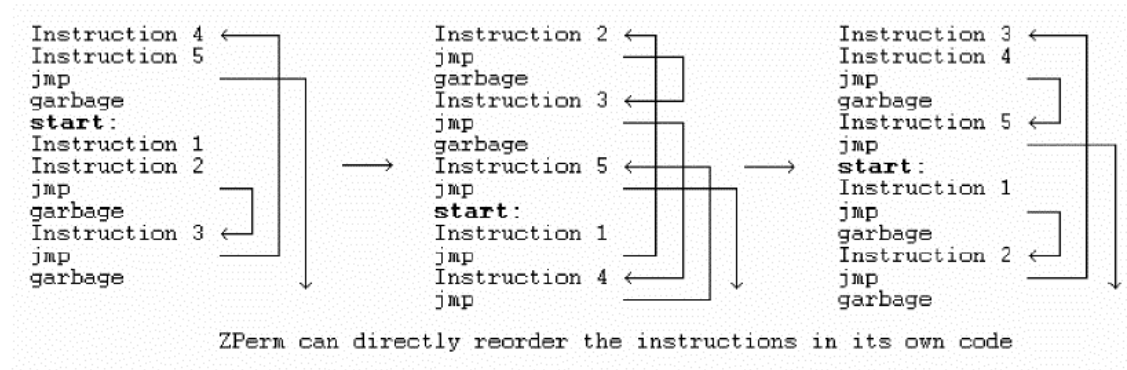 Instruction 4
Instruction 5
jmp
garbage
start:
Instruction 1
Instruction 2
jmp
garbage
Instruction 3
jmp
garbage
Instruction 2
jmp
garbage
Instruction 3
jmp
garbage
Instruction 5
jmp
start:
Instruction 1
jmp
Instruction 4
jmp
Instruction 3
Instruction 4
jmp
garbage
Instruction 5
jmp
start:
Instruction 1
jmp
garbage
Instruction 2
jmp
garbage
ZPerm can directly reorder the instructions in its own code